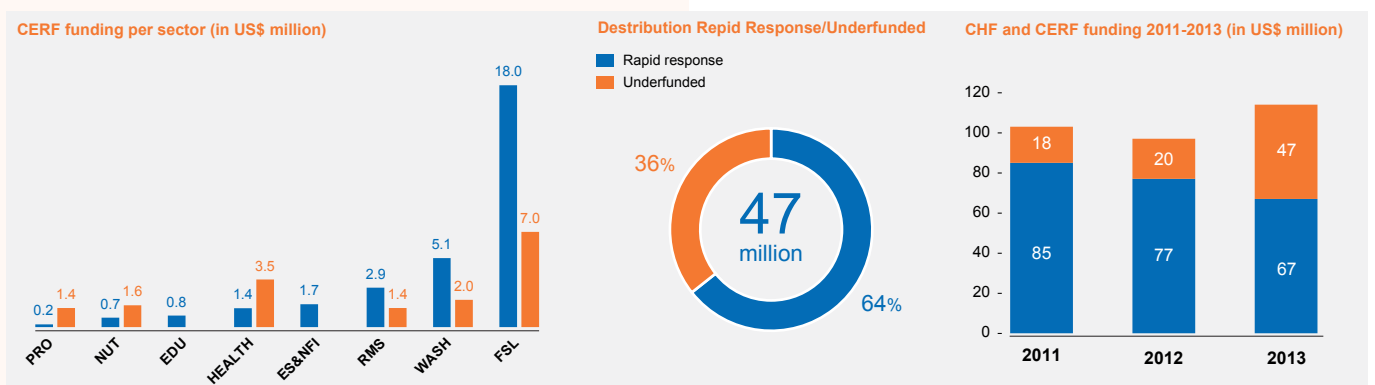 CERF funding per sector (in US$ million)
18.0
7.0
5.1
2.0
2.9
1.4
1.7
1.4
3.5
0.8
0.7
1.6
0.2
1.4
PRO
NUT
EDU
HEALTH
ES&NFI
RMS
WASH
FSL
Destribution Repid Response/Underfunded
Rapid response
Underfunded
36%
47
million
64%
CHF and CERF funding 2011-2013 (in US$ million)
120 -
100 -
80 -
60 -
40 -
20 -
0 -
18
85
20
77
47
67
2011
2012
2013